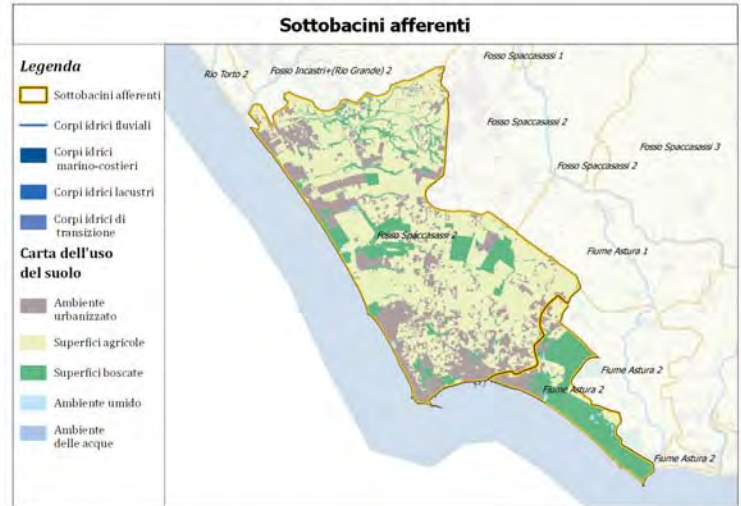 Sottobacini afferenti
Legenda
Sottobacini afferenti
Corpi idrici fluviali
Corpi idrici
marino-costieri
Corpi idrici lacustri
Corpi idrici di
transizione
Carta dell'uso
del suolo
Ambiente
urbanizzato
Superfici agricole
Superfici boscate
Ambiente umido
Ambiente
delle acque
Rio Torto 2
Fosso Incastri+(Rio Grande) 2
Fosso Spaccasassi 1
Fosso Spaccasassi 2
Fosso Spaccasassi 3
Fosso Spaccasassi 2
Fosso Spaccasassi 2
Fiume Astura 1
Fiume Astura 2
Fiume Astura 2
Fiume Astura 2